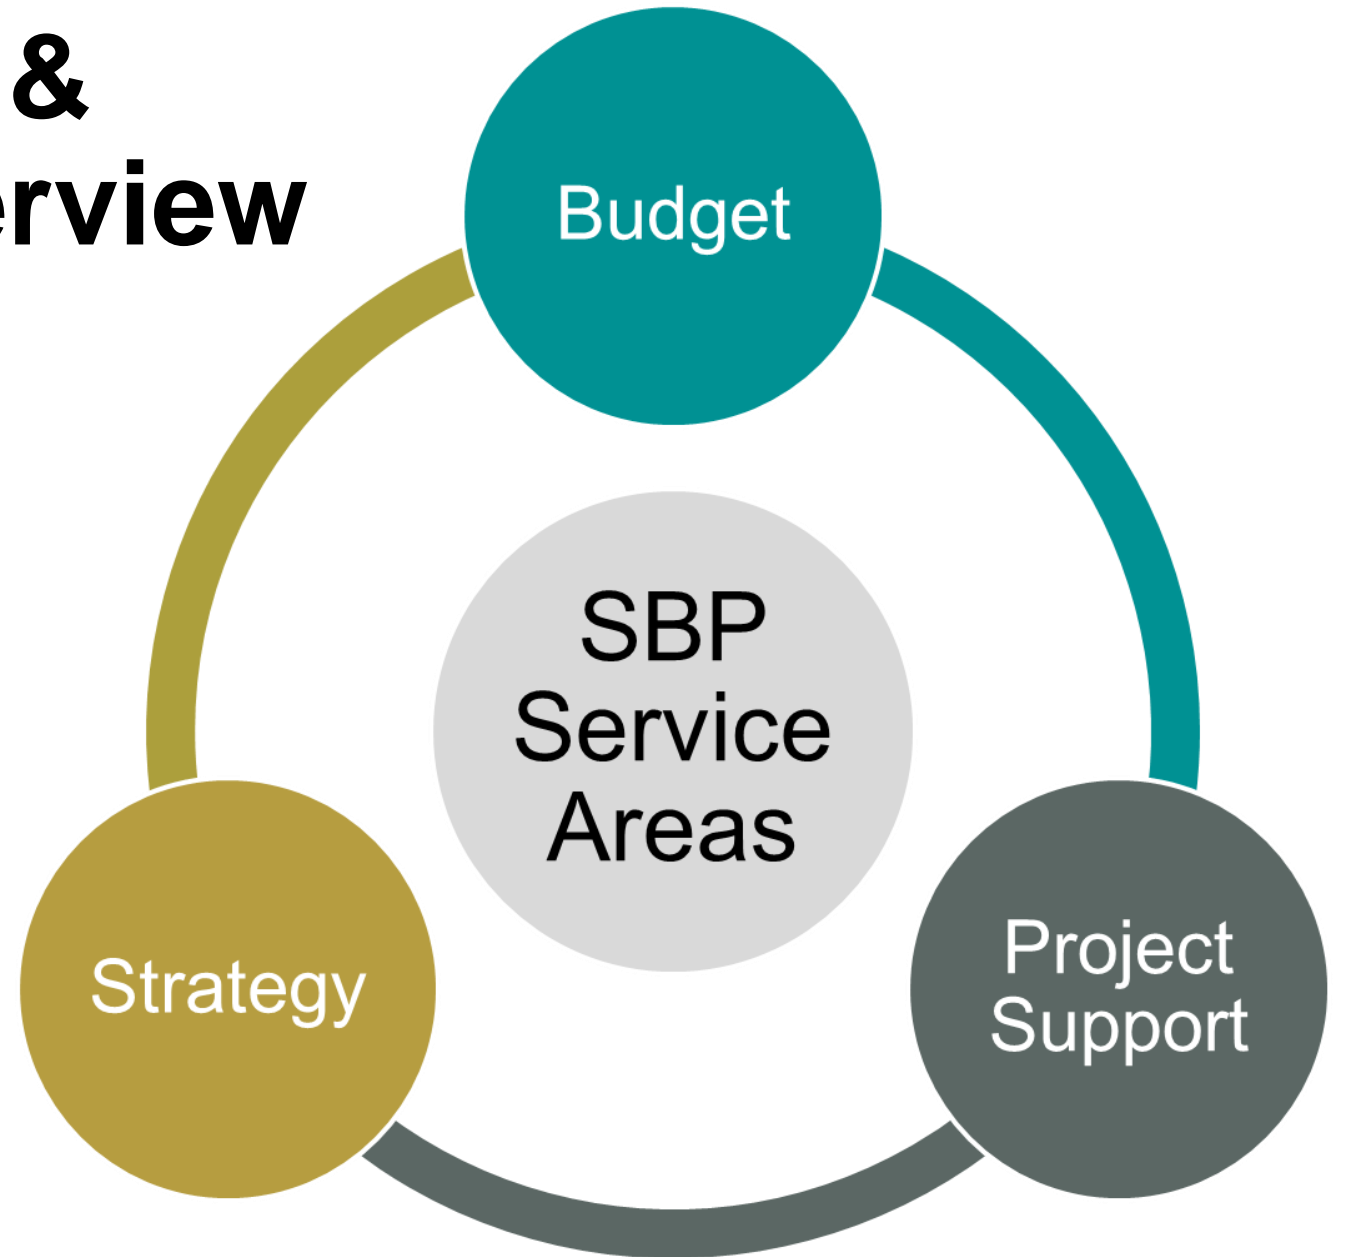 &
erview
Budget
SBP
Service
Areas
Strategy
Project
Support